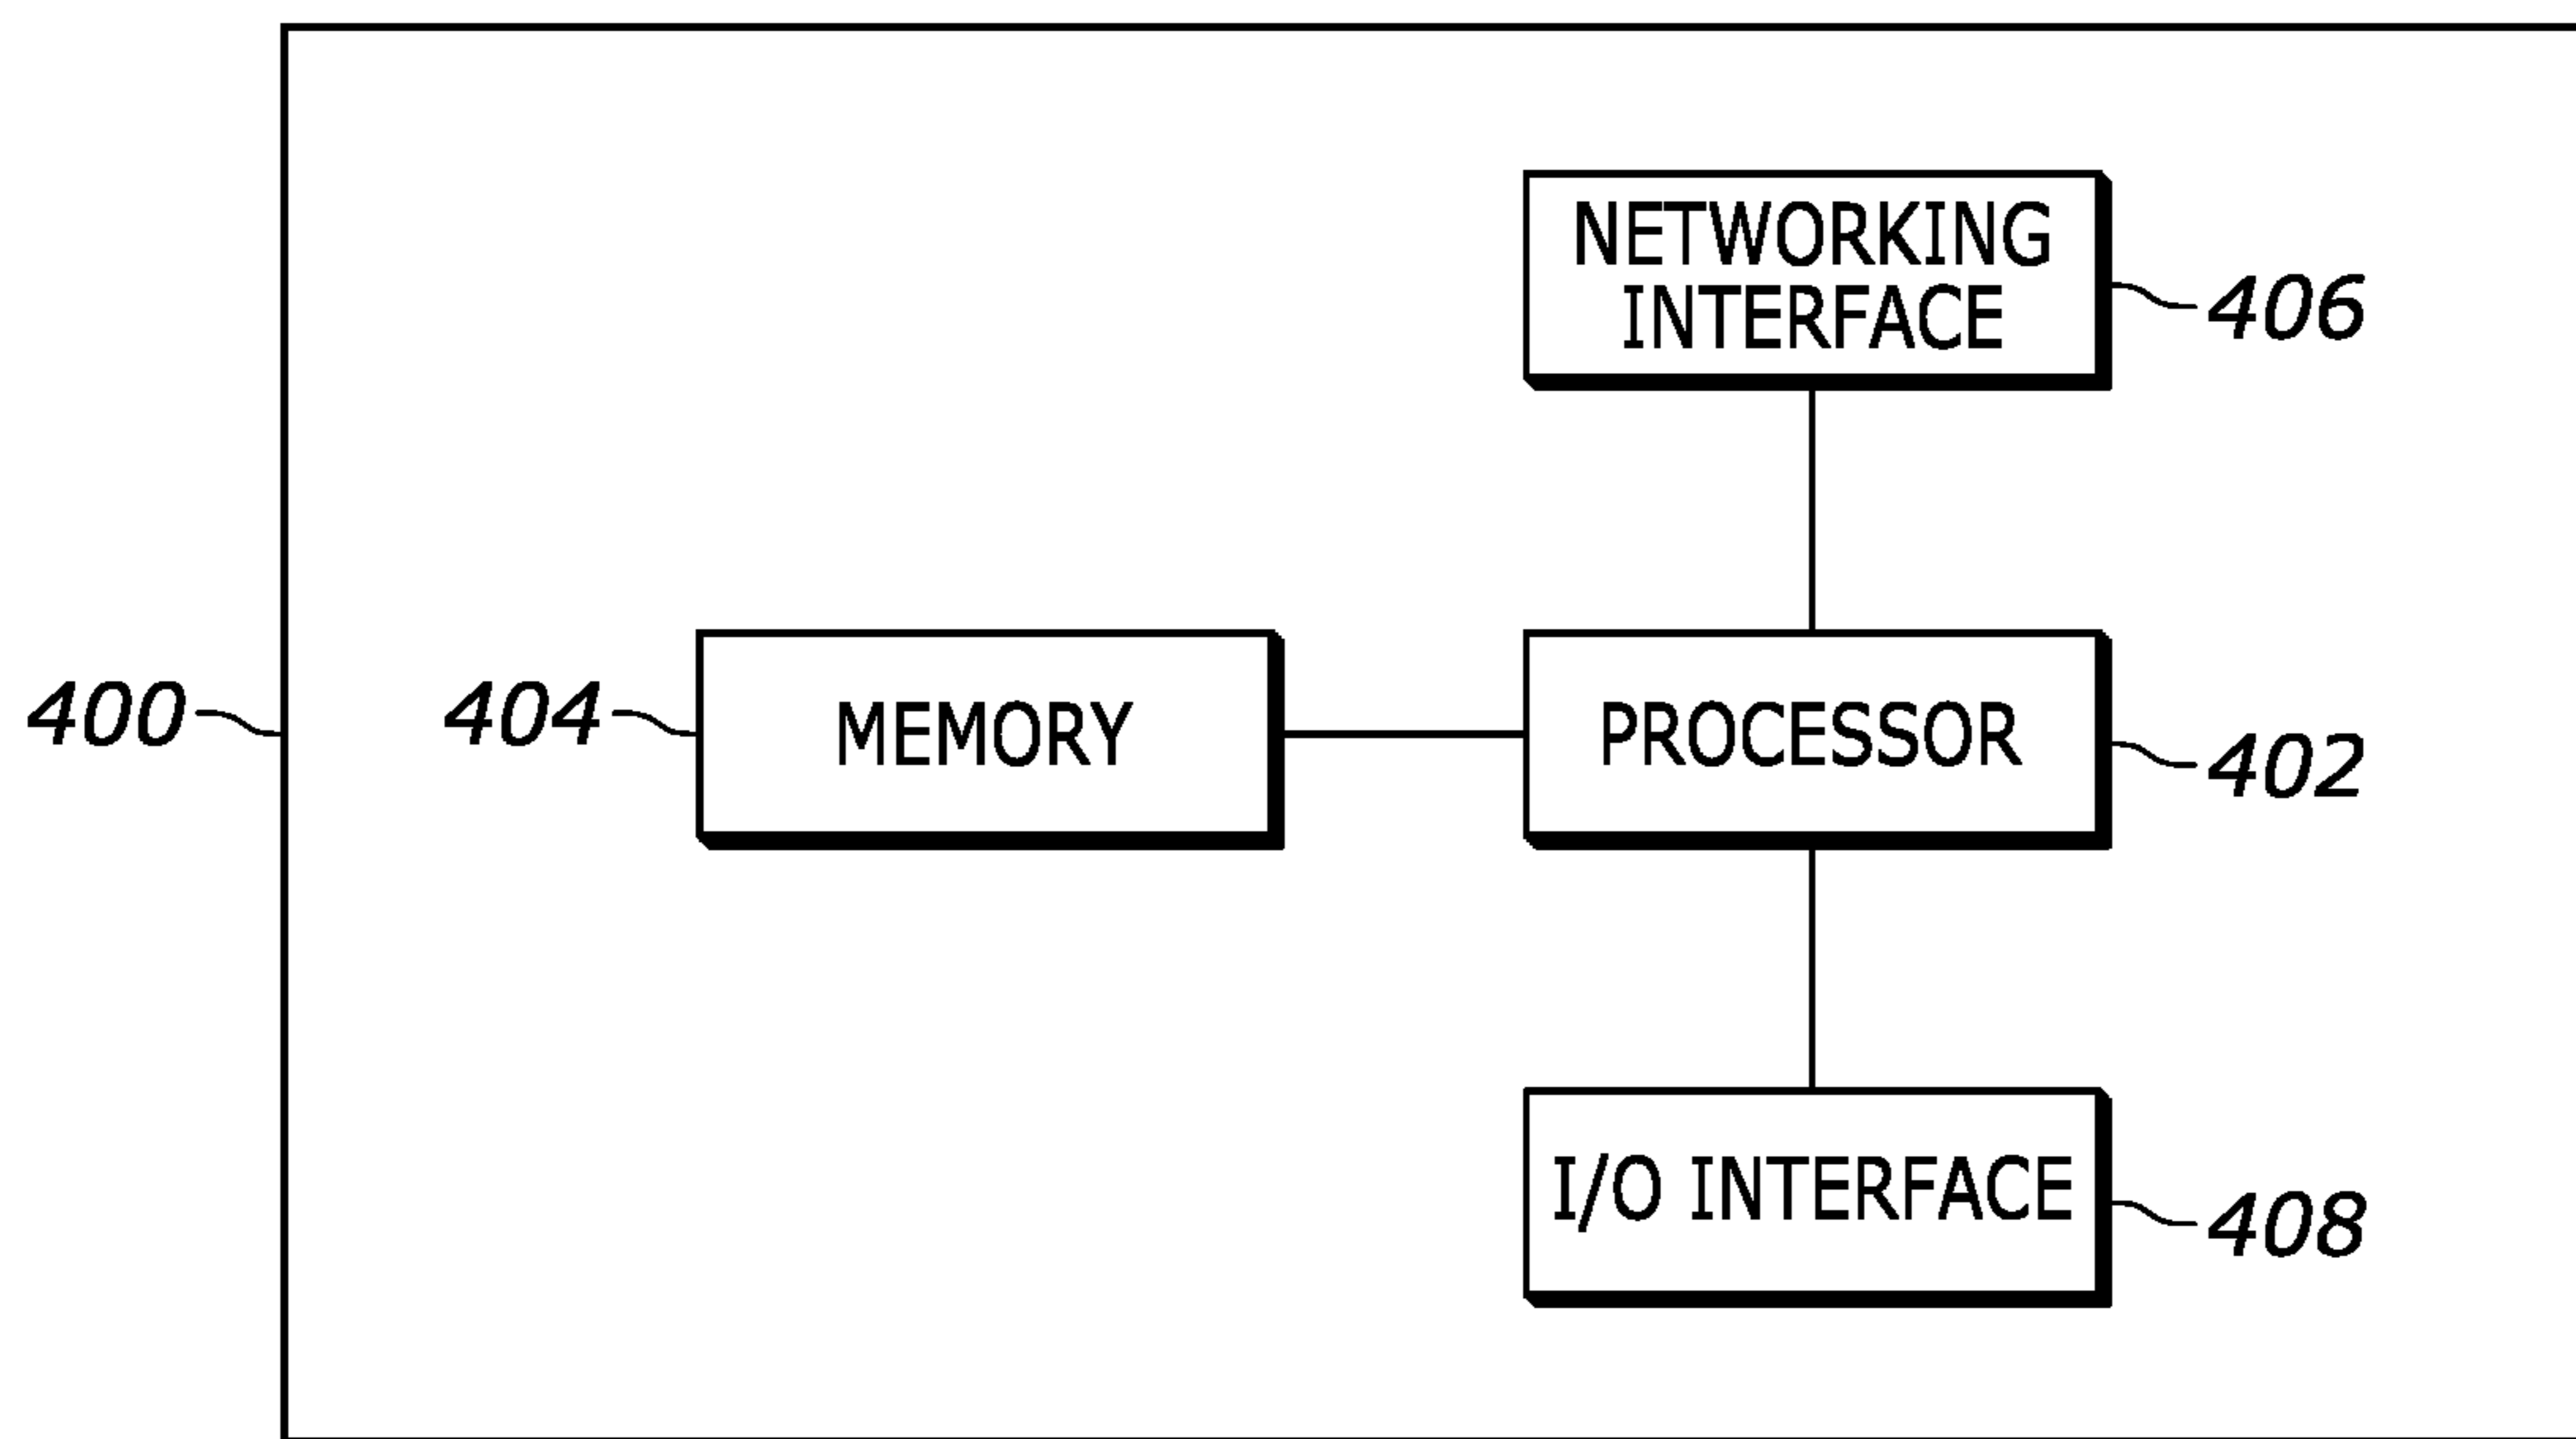 NETWORKING
INTERFACE
406
400
404
MEMORY
PROCESSOR
402
I/O INTERFACE
408